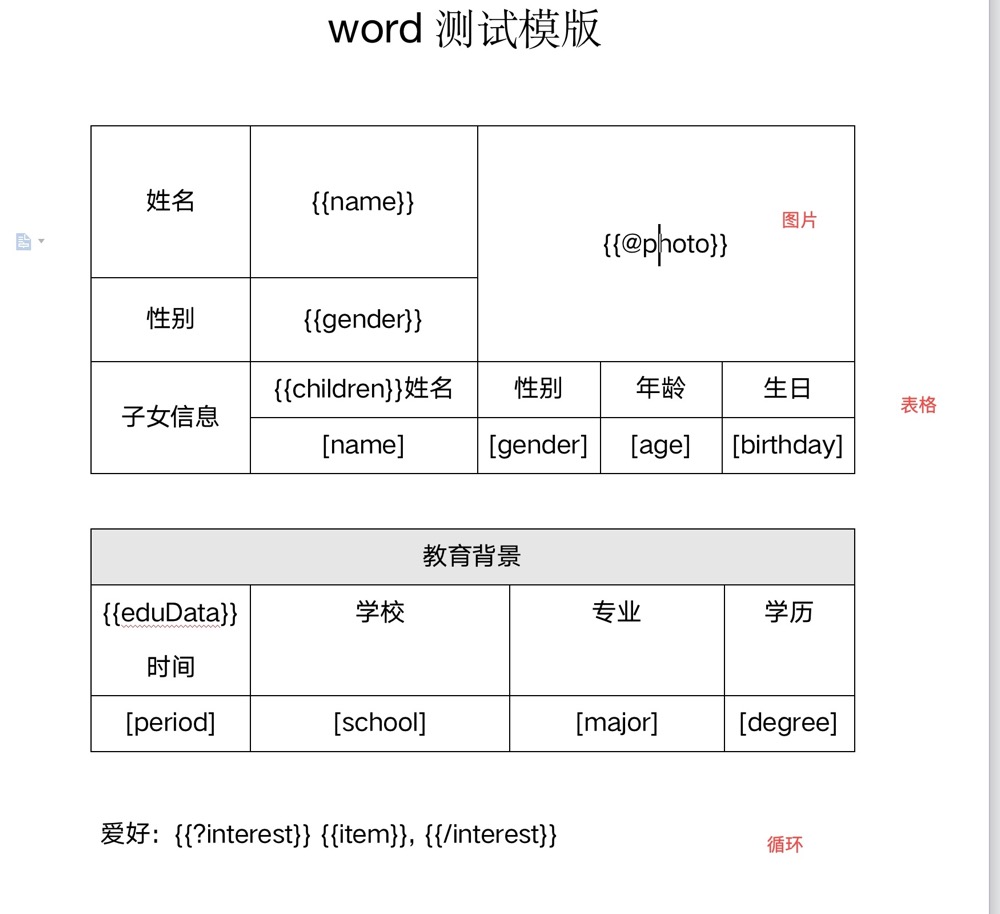 word 测试模版
姓名
{{name}}
{{@photo}}
图片
性别
{{gender}}
子女信息
{{children}}姓名
性别
年龄
生日
表格
[name]
[gender]
[age]
[birthday]
教育背景
{{eduData}}
时间
学校
专业
学历
[period]
[school]
[major]
[degree]
爱好：{{?interest}} {{item}}, {{/interest}}
循环